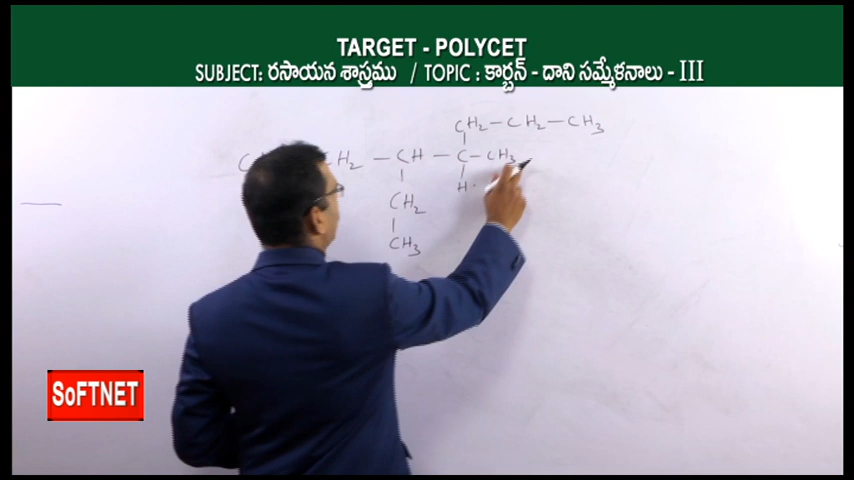 TARGET - POLYCET
SUBJECT: రసాయన శాస్త్రము / TOPIC : కార్బన్ - దాని సమ్మేళనాలు - III
CH2 - CH2 - CH3
H2 - CH - C - CH3
H
CH2
CH3
SoFTNET